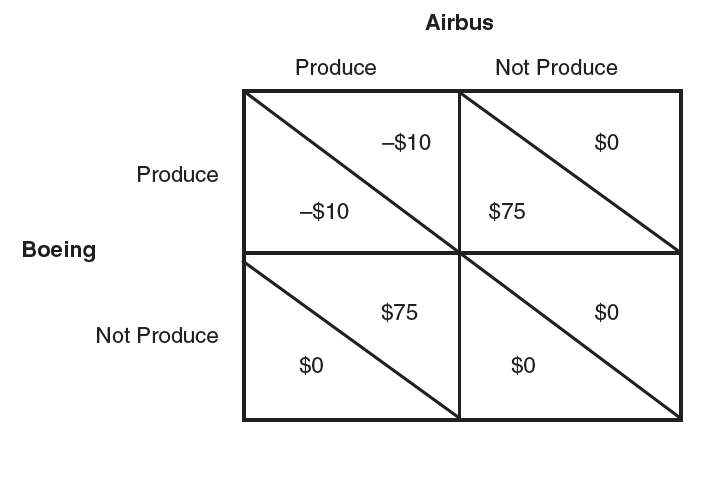 Airbus
Produce Not Produce
–$10 $0
Produce
–$10 $75
Boeing
$75 $0
Not Produce
$0 $0